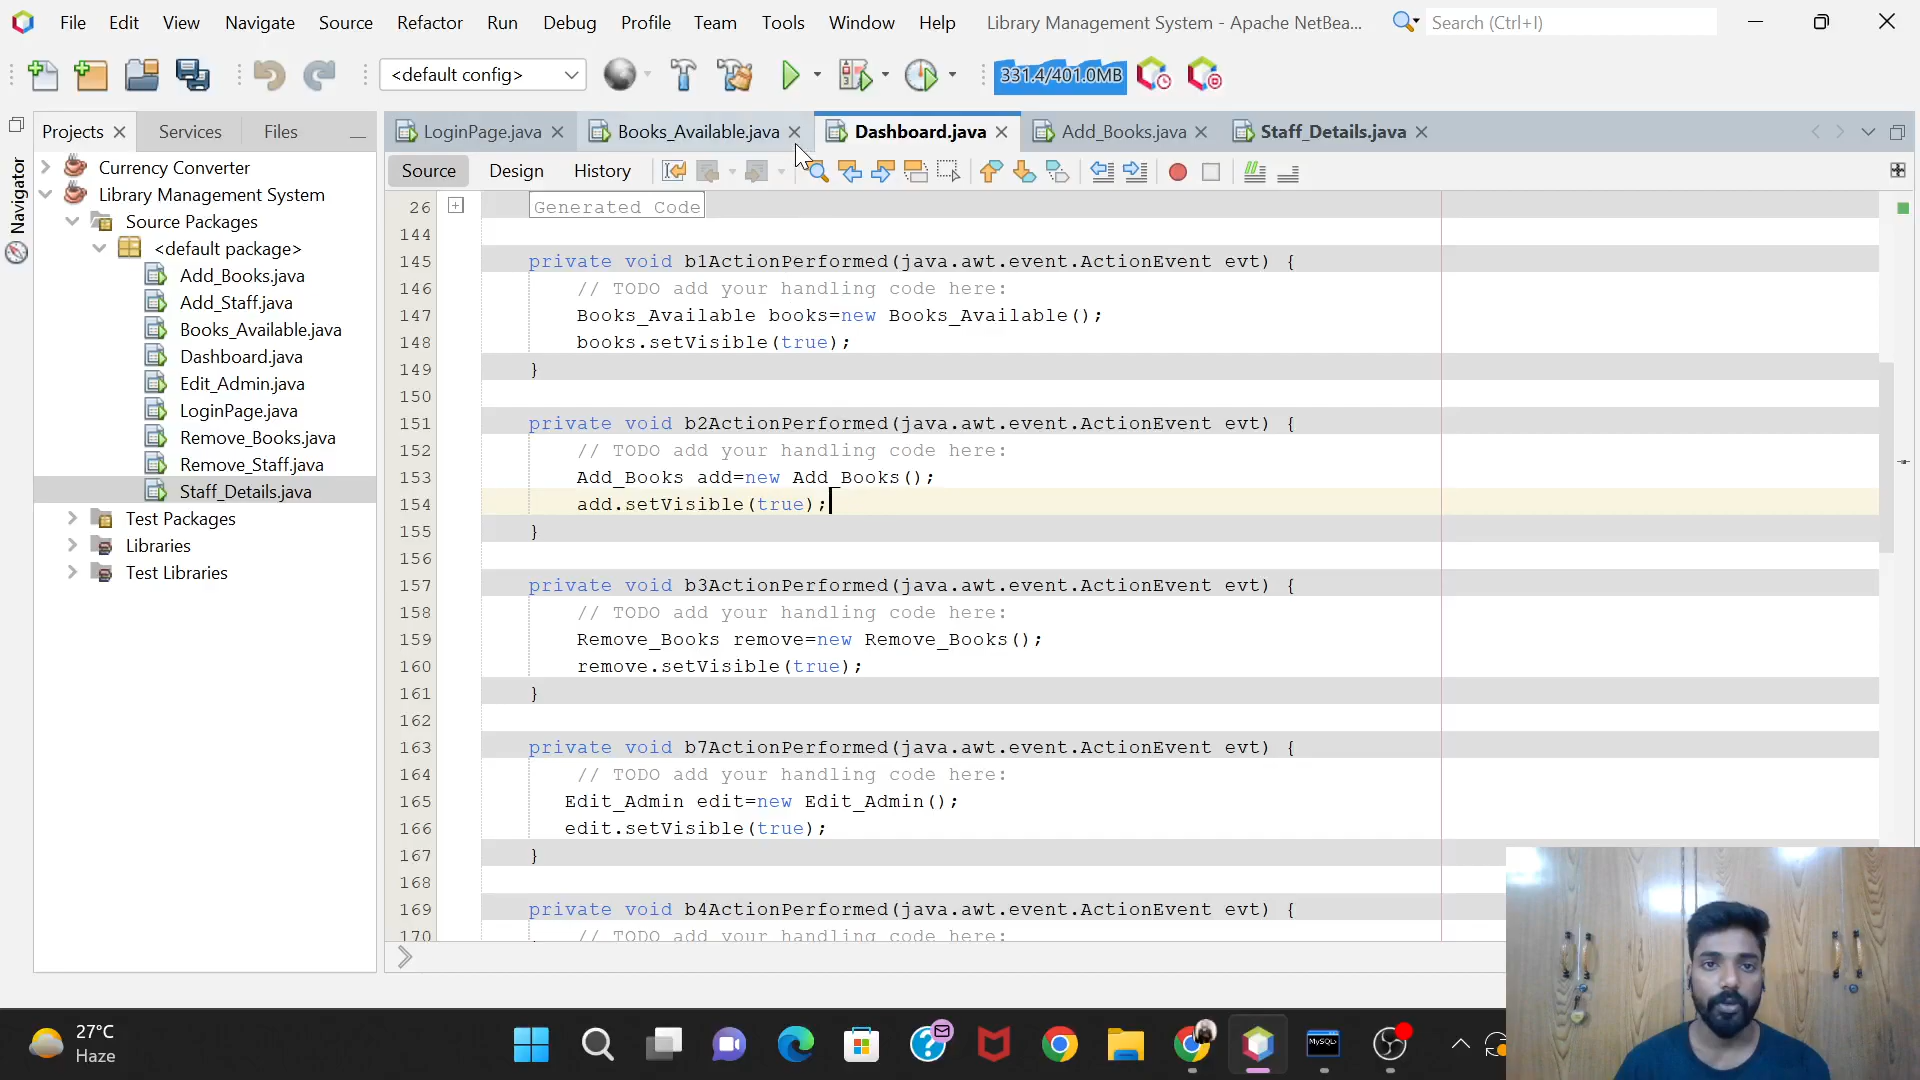 File Edit View Navigate Source Refactor Run Debug Profile Team Tools Window Help Library Management System - Apache NetBea... Search (Ctrl+I)
<default config> 331.4/401.0MB
Projects Services Files
LoginPage.java Books_Available.java Dashboard.java Add_Books.java Staff_Details.java
Source Design History
Navigator
Currency Converter
Library Management System
Source Packages
<default package>
Add_Books.java
Add_Staff.java
Books_Available.java
Dashboard.java
Edit_Admin.java
LoginPage.java
Remove_Books.java
Remove_Staff.java
Staff_Details.java
Test Packages
Libraries
Test Libraries
26 Generated Code
144
145 private void b1ActionPerformed(java.awt.event.ActionEvent evt) {
146 // TODO add your handling code here:
147 Books_Available books=new Books_Available();
148 books.setVisible(true);
149 }
150
151 private void b2ActionPerformed(java.awt.event.ActionEvent evt) {
152 // TODO add your handling code here:
153 Add_Books add=new Add_Books();
154 add.setVisible(true);
155 }
156
157 private void b3ActionPerformed(java.awt.event.ActionEvent evt) {
158 // TODO add your handling code here:
159 Remove_Books remove=new Remove_Books();
160 remove.setVisible(true);
161 }
162
163 private void b7ActionPerformed(java.awt.event.ActionEvent evt) {
164 // TODO add your handling code here:
165 Edit_Admin edit=new Edit_Admin();
166 edit.setVisible(true);
167 }
168
169 private void b4ActionPerformed(java.awt.event.ActionEvent evt) {
170 // TODO add your handling code here:
27°C
Haze
MySQL